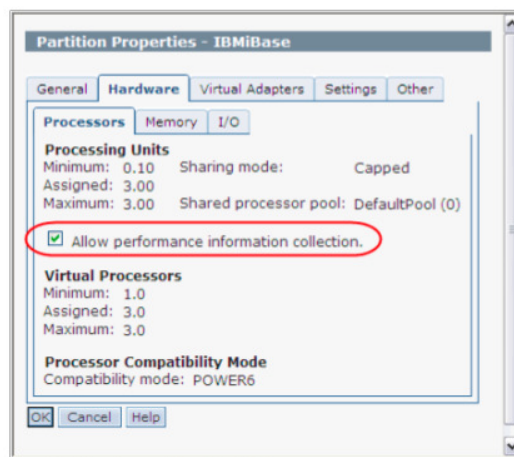 Partition Properties - IBMiBase
General Hardware Virtual Adapters Settings Other
Processors Memory I/O
Processing Units
Minimum: 0.10 Sharing mode: Capped
Assigned: 3.00
Maximum: 3.00 Shared processor pool: DefaultPool (0)
Allow performance information collection.
Virtual Processors
Minimum: 1.0
Assigned: 3.0
Maximum: 3.0
Processor Compatibility Mode
Compatibility mode: POWER6
OK Cancel Help